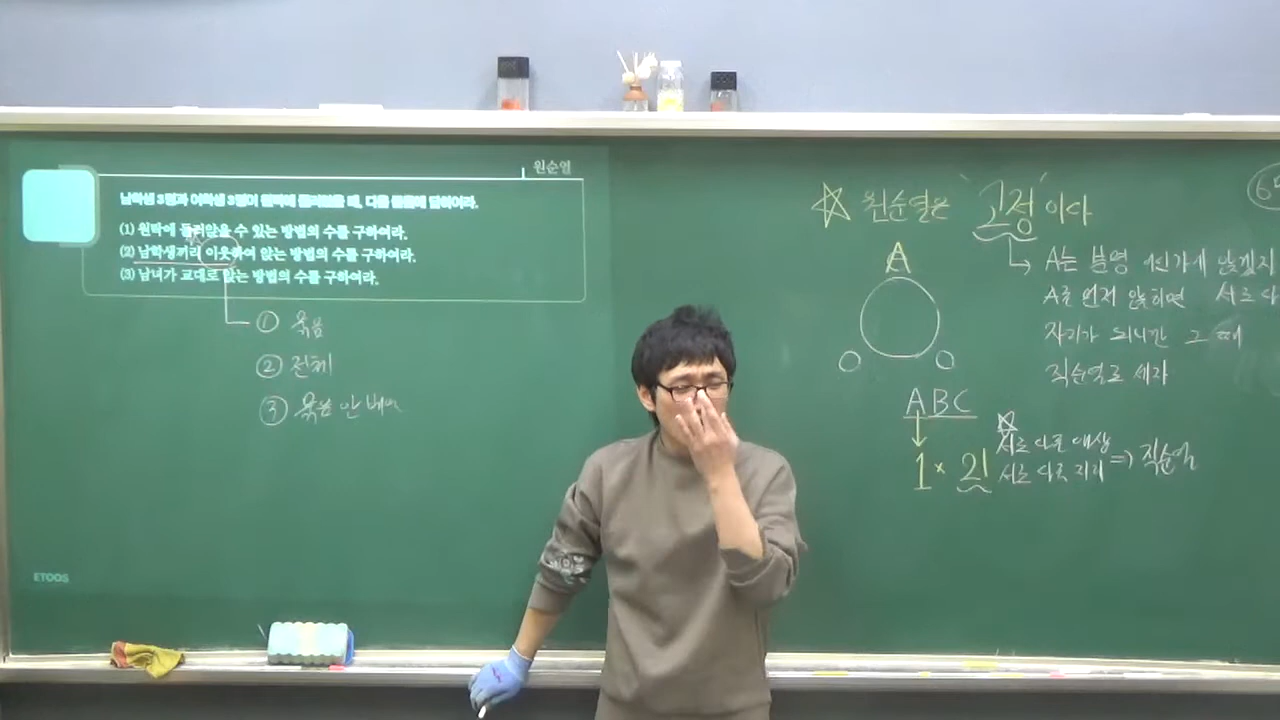 원순열
남학생 3명과 여학생 3명이 원탁에 둘러앉을 때, 다음 물음에 답하여라.
(1) 원탁에 둘러앉을 수 있는 방법의 수를 구하여라.
(2) 남학생끼리 이웃하여 앉는 방법의 수를 구하여라.
(3) 남녀가 교대로 앉는 방법의 수를 구하여라.
① 묶음
② 전체
③ 묶음 안 배열
ETOOS
☆ 원순열은 '고정'이다
A는 분명 어딘가에 앉겠지
A를 먼저 앉히면 서로 다
자리가 되니깐 그 때
직순열로 세라
A
ABC
1 × 2!
☆
서로 다른 대상
서로 다른 자리
⇒ 직순열